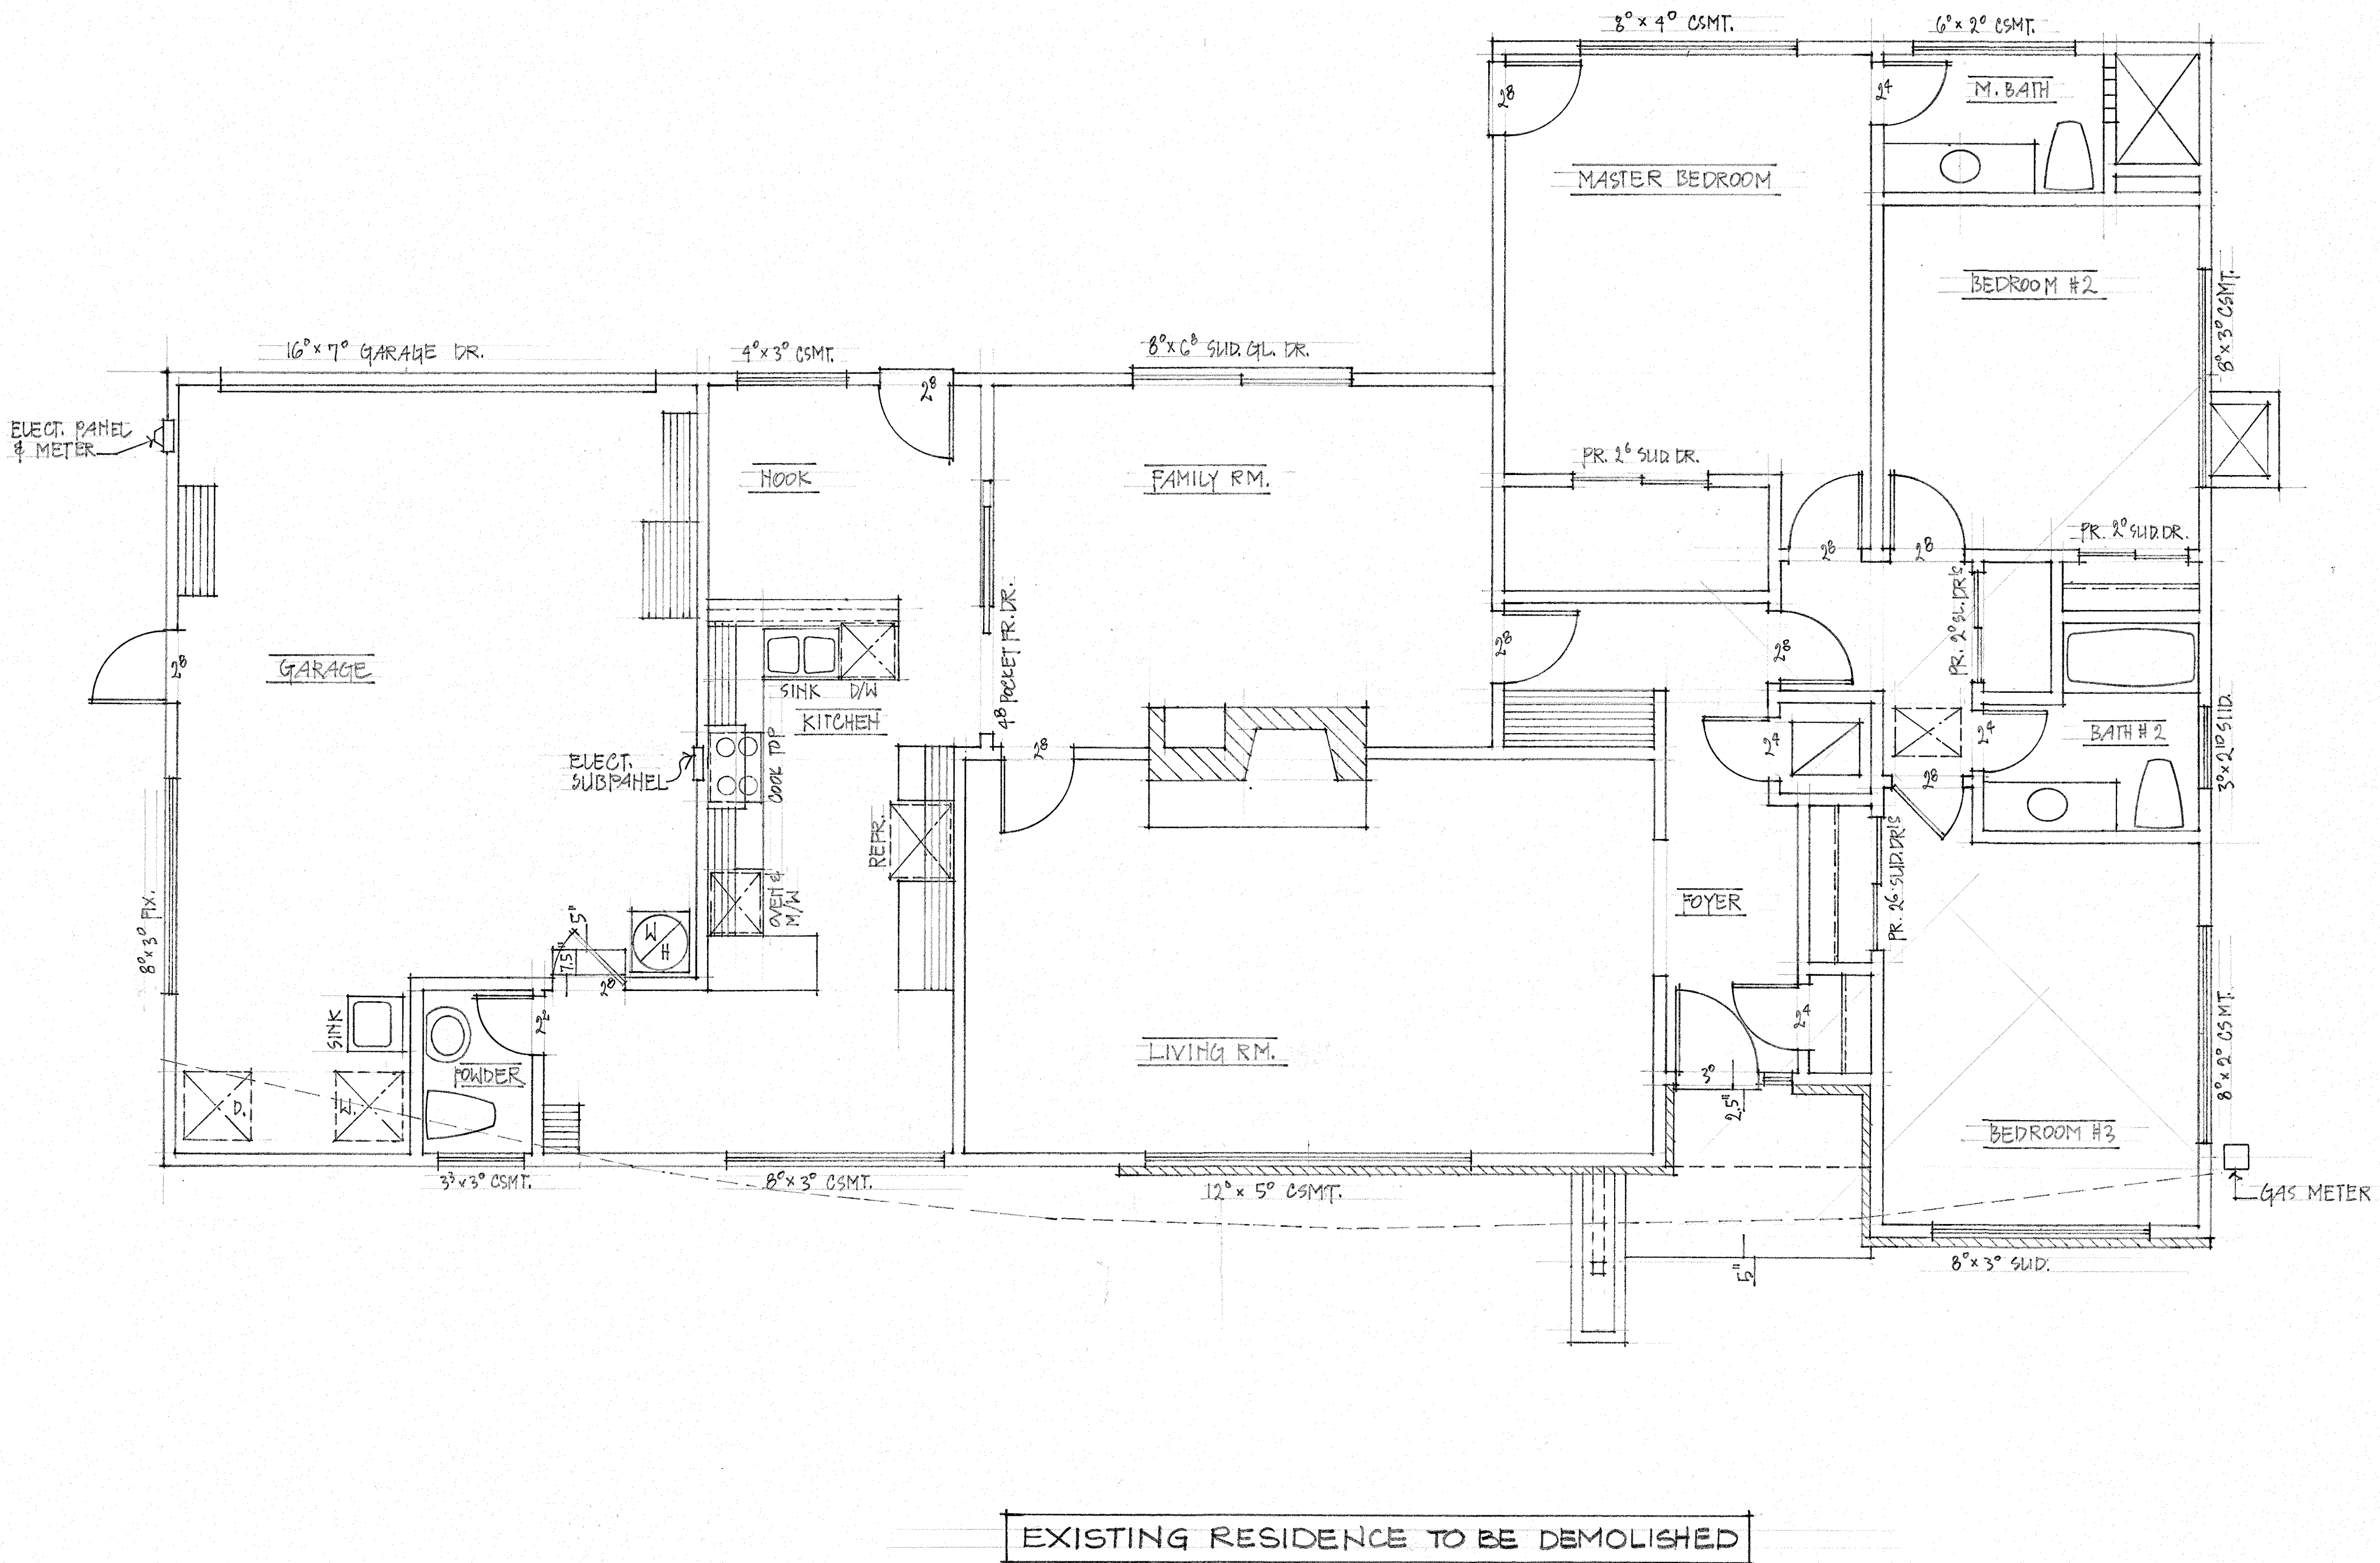 8⁰ x 4⁰ CSMT.
6⁰ x 2⁰ CSMT.
2⁸
2⁴
M. BATH
MASTER BEDROOM
BEDROOM #2
8⁰ x 3⁰ CSMT.
16⁰ x 7⁰ GARAGE DR.
4⁰ x 3⁰ CSMT.
8⁰ x 6⁸ SLID. GL. DR.
2⁸
ELECT. PANEL
& METER
NOOK
FAMILY RM.
PR. 2⁶ SLID. DR.
2⁸
2⁸
PR. 2⁰ SLID. DR.
PR. 2⁰ SL. DR'S
4⁸ POCKET FR. DR.
2⁸
GARAGE
2⁸
2⁸
SINK
D/W
KITCHEN
COOK TOP
ELECT.
SUBPANEL
2⁸
2⁴
2⁴
BATH #2
3⁰ x 2¹⁰ SLID.
2⁸
REFR.
OVEN &
M/W
FOYER
PR. 2⁶ SLID. DR'S
8⁰ x 3⁰ FIX.
5"
7.5"
2⁸
W
H
SINK
2²
POWDER
D.
LIVING RM.
2⁴
3⁰
2.5"
8⁰ x 2⁰ CSMT.
BEDROOM #3
3³ x 3⁰ CSMT.
8⁰ x 3⁰ CSMT.
12⁰ x 5⁰ CSMT.
GAS METER
5"
8⁰ x 3⁰ SLID.
EXISTING RESIDENCE TO BE DEMOLISHED